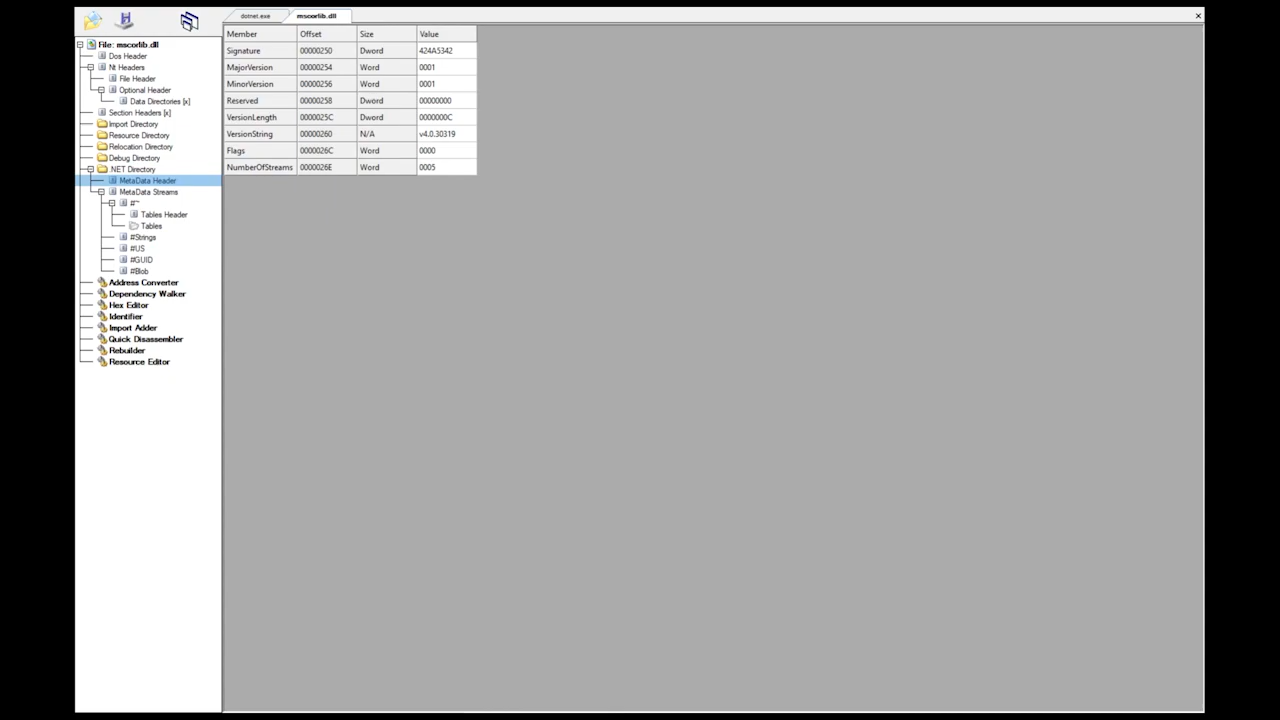 dotnet.exe
mscorlib.dll
File: mscorlib.dll
Dos Header
Nt Headers
File Header
Optional Header
Data Directories [x]
Section Headers [x]
Import Directory
Resource Directory
Relocation Directory
Debug Directory
.NET Directory
MetaData Header
MetaData Streams
#~
Tables Header
Tables
#Strings
#US
#GUID
#Blob
Address Converter
Dependency Walker
Hex Editor
Identifier
Import Adder
Quick Disassembler
Rebuilder
Resource Editor
Member Offset Size Value
Signature 00000250 Dword 424A5342
MajorVersion 00000254 Word 0001
MinorVersion 00000256 Word 0001
Reserved 00000258 Dword 00000000
VersionLength 0000025C Dword 0000000C
VersionString 00000260 N/A v4.0.30319
Flags 0000026C Word 0000
NumberOfStreams 0000026E Word 0005